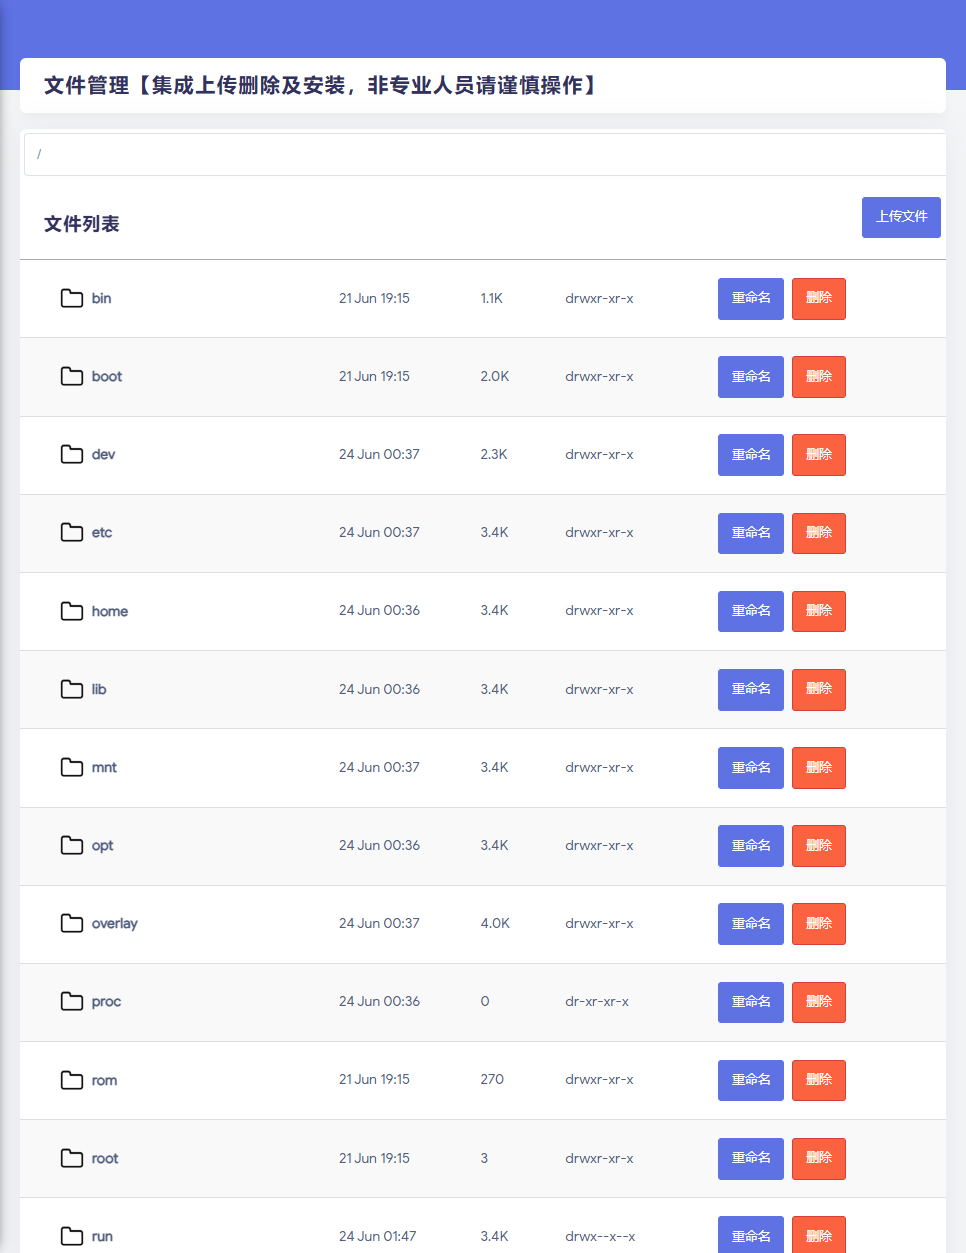 文件管理【集成上传删除及安装，非专业人员请谨慎操作】
/
文件列表 上传文件
bin 21 Jun 19:15 1.1K drwxr-xr-x 重命名 删除
boot 21 Jun 19:15 2.0K drwxr-xr-x 重命名 删除
dev 24 Jun 00:37 2.3K drwxr-xr-x 重命名 删除
etc 24 Jun 00:37 3.4K drwxr-xr-x 重命名 删除
home 24 Jun 00:36 3.4K drwxr-xr-x 重命名 删除
lib 24 Jun 00:36 3.4K drwxr-xr-x 重命名 删除
mnt 24 Jun 00:37 3.4K drwxr-xr-x 重命名 删除
opt 24 Jun 00:36 3.4K drwxr-xr-x 重命名 删除
overlay 24 Jun 00:37 4.0K drwxr-xr-x 重命名 删除
proc 24 Jun 00:36 0 dr-xr-xr-x 重命名 删除
rom 21 Jun 19:15 270 drwxr-xr-x 重命名 删除
root 21 Jun 19:15 3 drwxr-xr-x 重命名 删除
run 24 Jun 01:47 3.4K drwx--x--x 重命名 删除